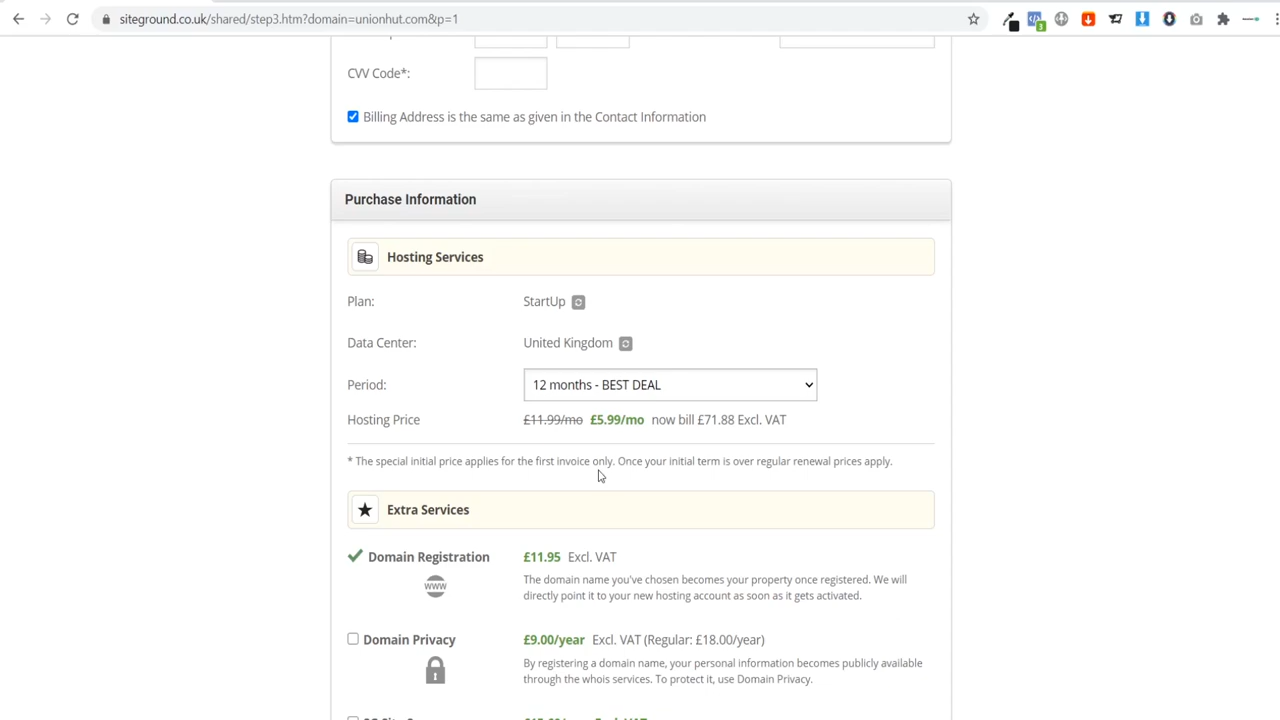 siteground.co.uk/shared/step3.htm?domain=unionhut.com&p=1
3
CVV Code*:
Billing Address is the same as given in the Contact Information
Purchase Information
Hosting Services
Plan: StartUp
Data Center: United Kingdom
Period: 12 months - BEST DEAL
Hosting Price £11.99/mo £5.99/mo now bill £71.88 Excl. VAT
* The special initial price applies for the first invoice only. Once your initial term is over regular renewal prices apply.
Extra Services
Domain Registration £11.95 Excl. VAT
www
The domain name you've chosen becomes your property once registered. We will
directly point it to your new hosting account as soon as it gets activated.
Domain Privacy £9.00/year Excl. VAT (Regular: £18.00/year)
By registering a domain name, your personal information becomes publicly available
through the whois services. To protect it, use Domain Privacy.